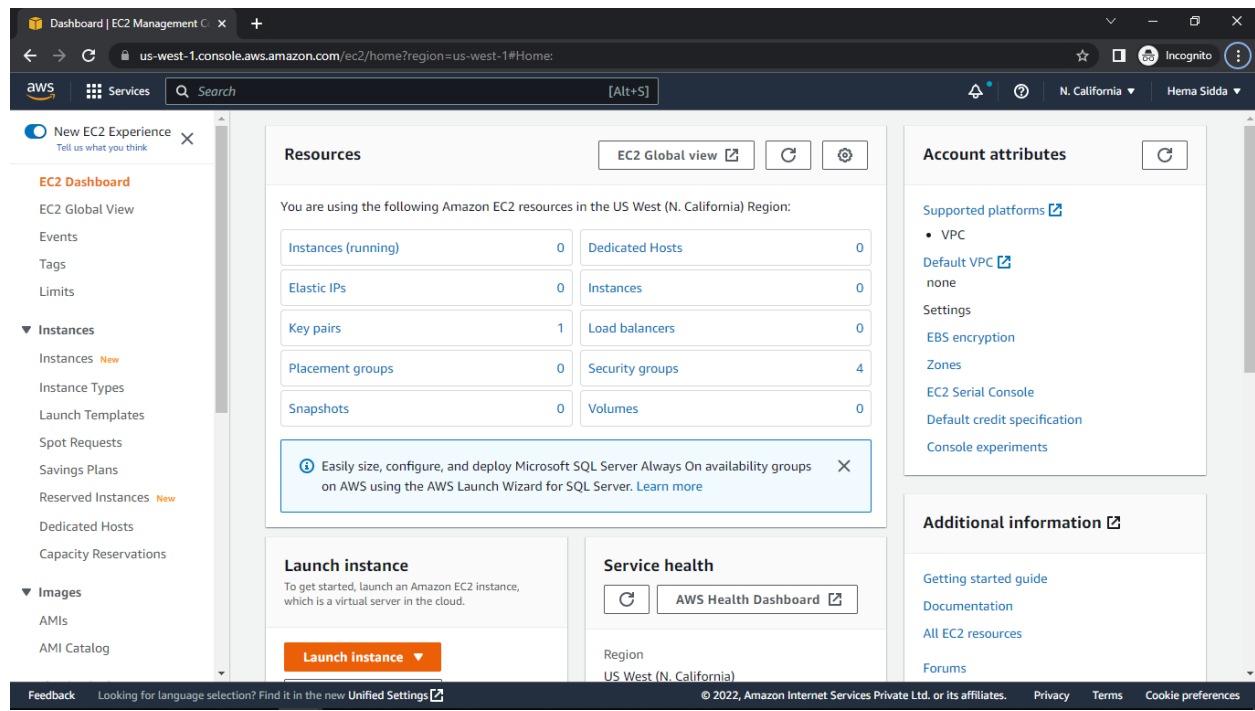 Dashboard | EC2 Management C
us-west-1.console.aws.amazon.com/ec2/home?region=us-west-1#Home:
Incognito
aws
Services
Search
[Alt+S]
N. California
Hema Sidda
New EC2 Experience
Tell us what you think
EC2 Dashboard
EC2 Global View
Events
Tags
Limits
Instances
Instances New
Instance Types
Launch Templates
Spot Requests
Savings Plans
Reserved Instances New
Dedicated Hosts
Capacity Reservations
Images
AMIs
AMI Catalog
Resources
EC2 Global view
You are using the following Amazon EC2 resources in the US West (N. California) Region:
Instances (running) 0
Dedicated Hosts 0
Elastic IPs 0
Instances 0
Key pairs 1
Load balancers 0
Placement groups 0
Security groups 4
Snapshots 0
Volumes 0
Easily size, configure, and deploy Microsoft SQL Server Always On availability groups
on AWS using the AWS Launch Wizard for SQL Server. Learn more
Launch instance
To get started, launch an Amazon EC2 instance,
which is a virtual server in the cloud.
Launch instance
Service health
AWS Health Dashboard
Region
US West (N. California)
Account attributes
Supported platforms
• VPC
Default VPC
none
Settings
EBS encryption
Zones
EC2 Serial Console
Default credit specification
Console experiments
Additional information
Getting started guide
Documentation
All EC2 resources
Forums
Feedback
Looking for language selection? Find it in the new Unified Settings
© 2022, Amazon Internet Services Private Ltd. or its affiliates.
Privacy
Terms
Cookie preferences